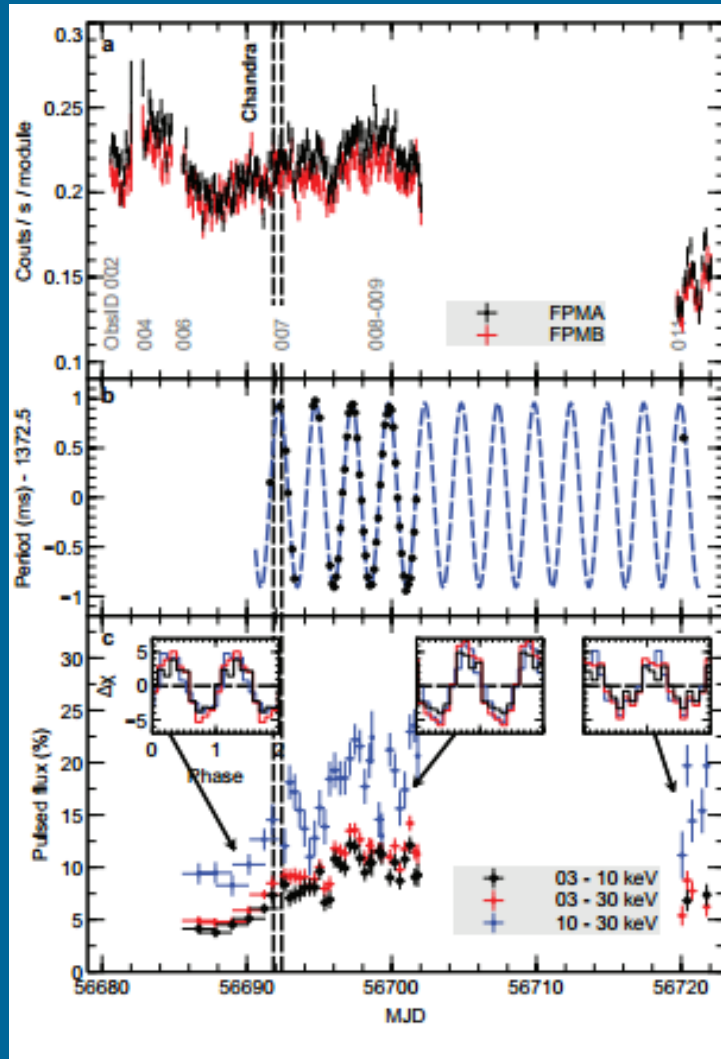 a
0.3
0.25
0.2
0.15
0.1
Couts / s / module
Chandra
ObsID 002
004
006
007
008-009
011
FPMA
FPMB
b
1
0.5
0
−0.5
−1
Period (ms) - 1372.5
c
30
25
20
15
10
5
0
Pulsed flux (%)
Δχ
5
0
−5
0
1
2
Phase
03 - 10 keV
03 - 30 keV
10 - 30 keV
56680
56690
56700
56710
56720
MJD